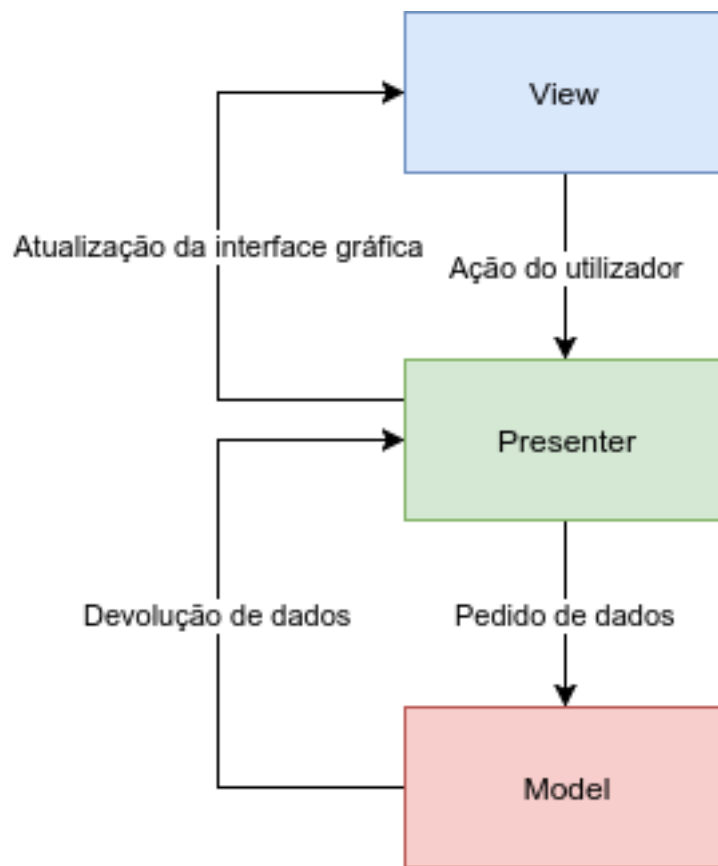 View
Atualização da interface gráfica
Ação do utilizador
Presenter
Devolução de dados
Pedido de dados
Model